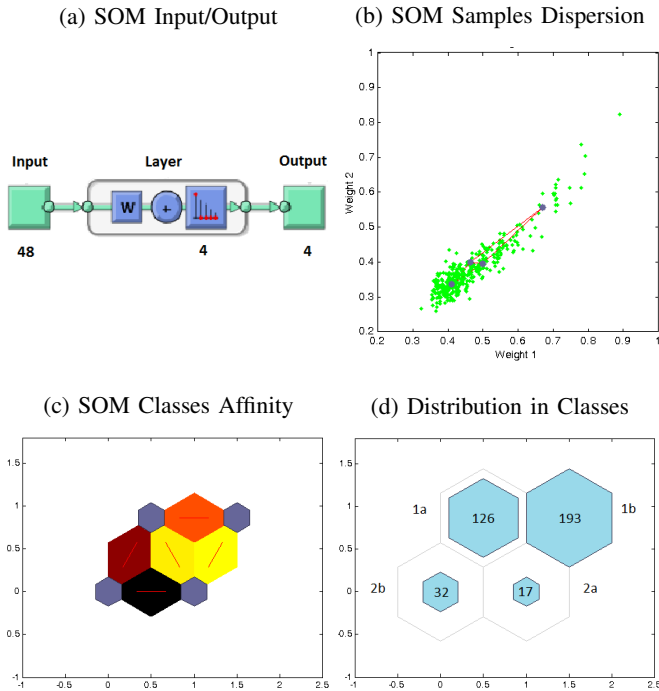 (a) SOM Input/Output
Input
Layer
Output
W
+
48
4
4
(b) SOM Samples Dispersion
1
0.9
0.8
0.7
0.6
0.5
0.4
0.3
0.2
Weight 2
0.2 0.3 0.4 0.5 0.6 0.7 0.8 0.9 1
Weight 1
(c) SOM Classes Affinity
1.5
1
0.5
0
-0.5
-1
-1 -0.5 0 0.5 1 1.5 2 2.5
(d) Distribution in Classes
1.5
1
0.5
0
-0.5
-1
1a
126
193
1b
2b
32
17
2a
-1 -0.5 0 0.5 1 1.5 2 2.5